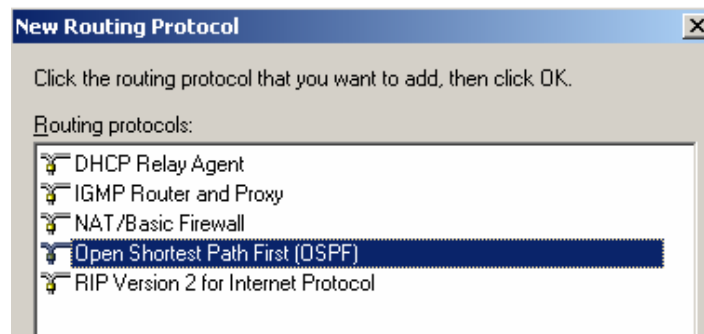 New Routing Protocol
Click the routing protocol that you want to add, then click OK.
Routing protocols:
DHCP Relay Agent
IGMP Router and Proxy
NAT/Basic Firewall
Open Shortest Path First (OSPF)
RIP Version 2 for Internet Protocol